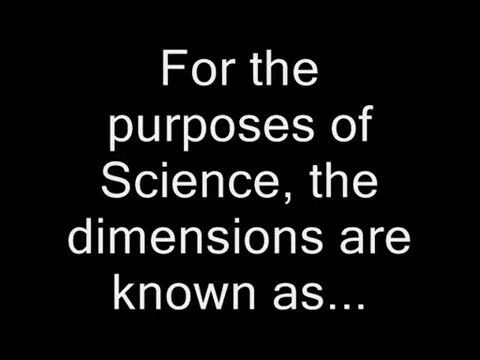 For the
purposes of
Science, the
dimensions are
known as...